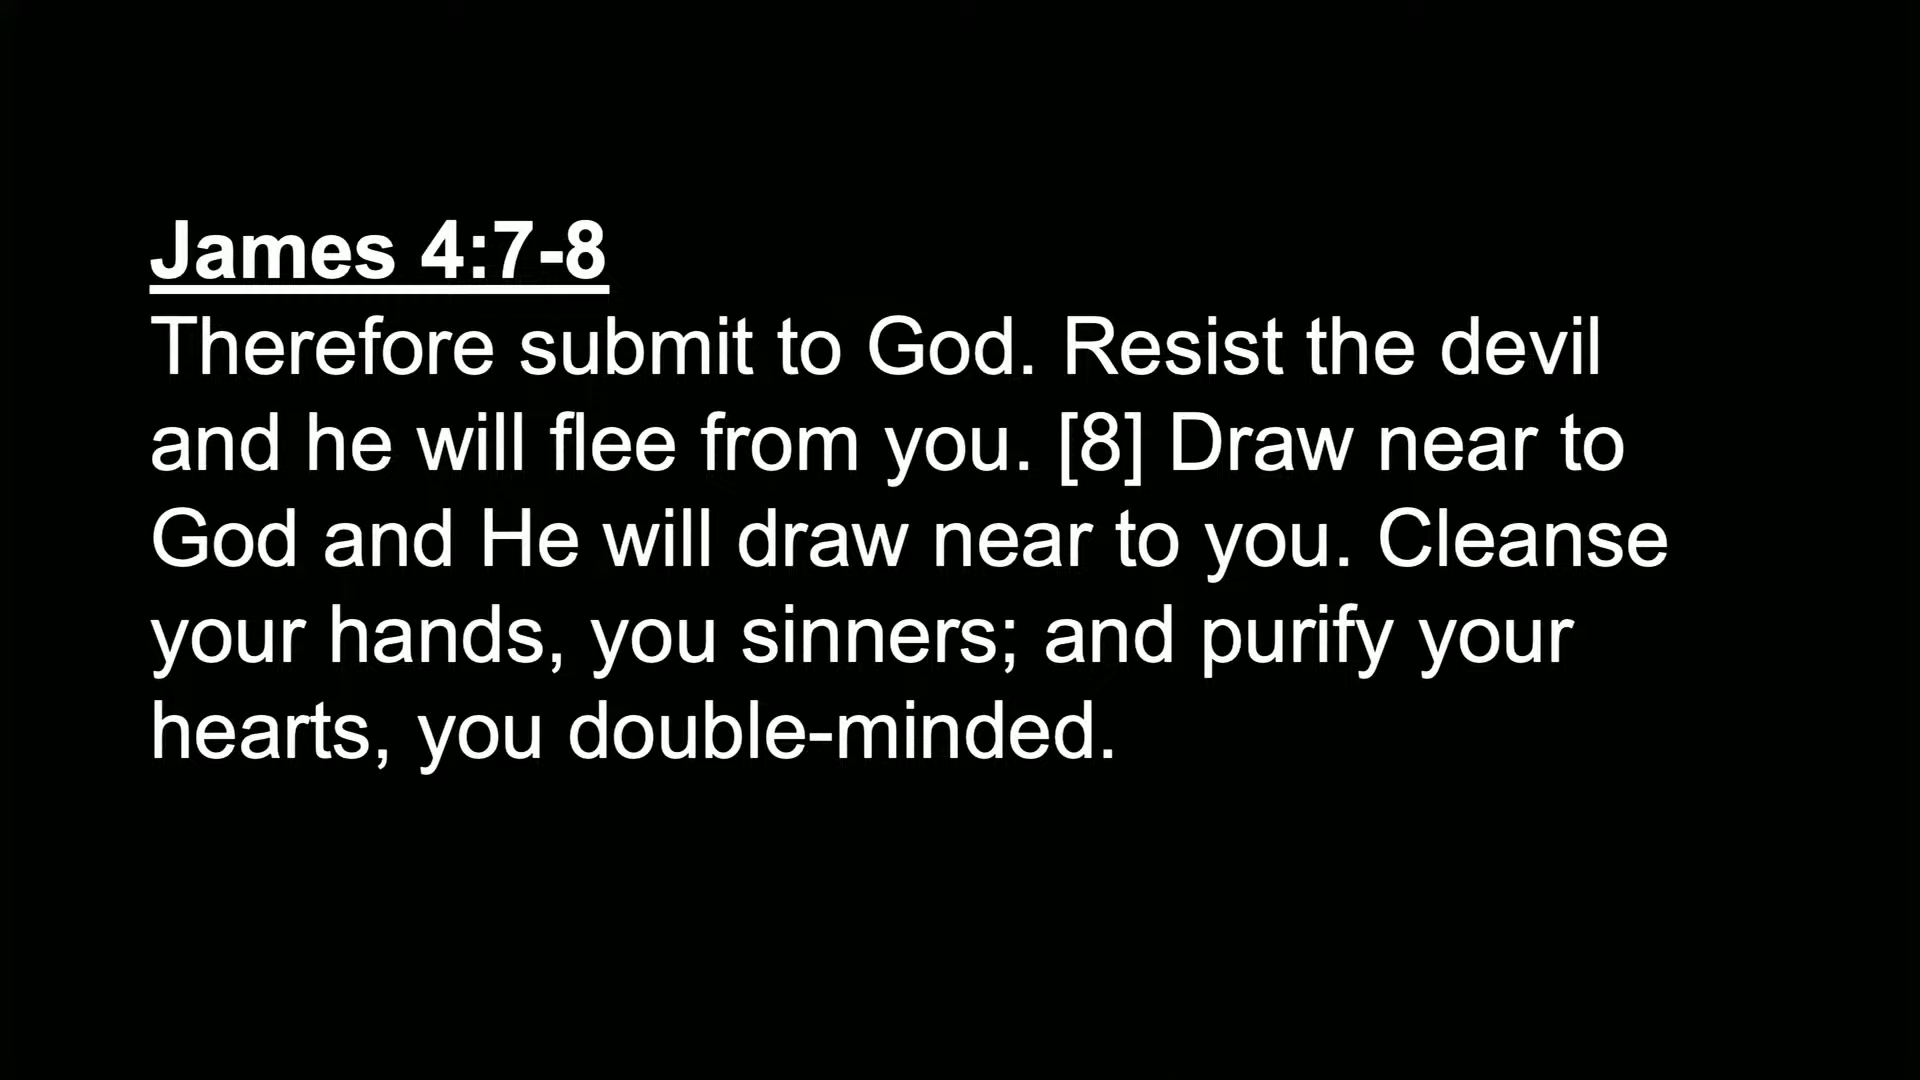 James 4:7-8
Therefore submit to God. Resist the devil
and he will flee from you. [8] Draw near to
God and He will draw near to you. Cleanse
your hands, you sinners; and purify your
hearts, you double-minded.